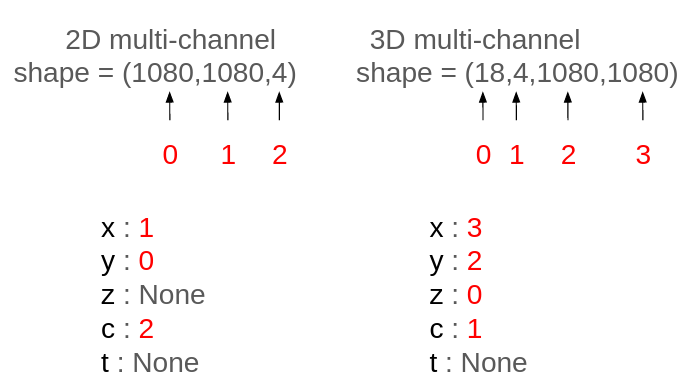 2D multi-channel
shape = (1080,1080,4)
0 1 2
x : 1
y : 0
z : None
c : 2
t : None
3D multi-channel
shape = (18,4,1080,1080)
0 1 2 3
x : 3
y : 2
z : 0
c : 1
t : None